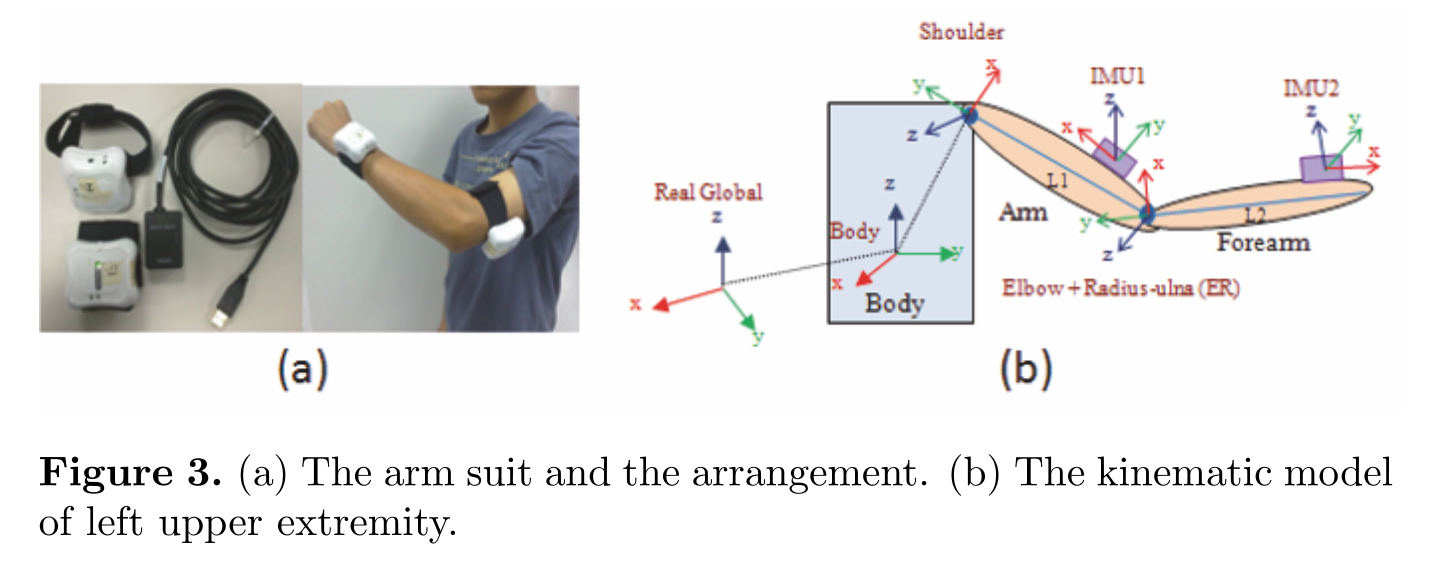 Shoulder
x
y
z
IMU1
z
x
y
IMU2
z
y
x
L1
Arm
x
y
z
L2
Forearm
Elbow + Radius-ulna (ER)
Real Global
z
x
y
z
Body
y
x
Body
(a)
(b)
Figure 3. (a) The arm suit and the arrangement. (b) The kinematic model
of left upper extremity.